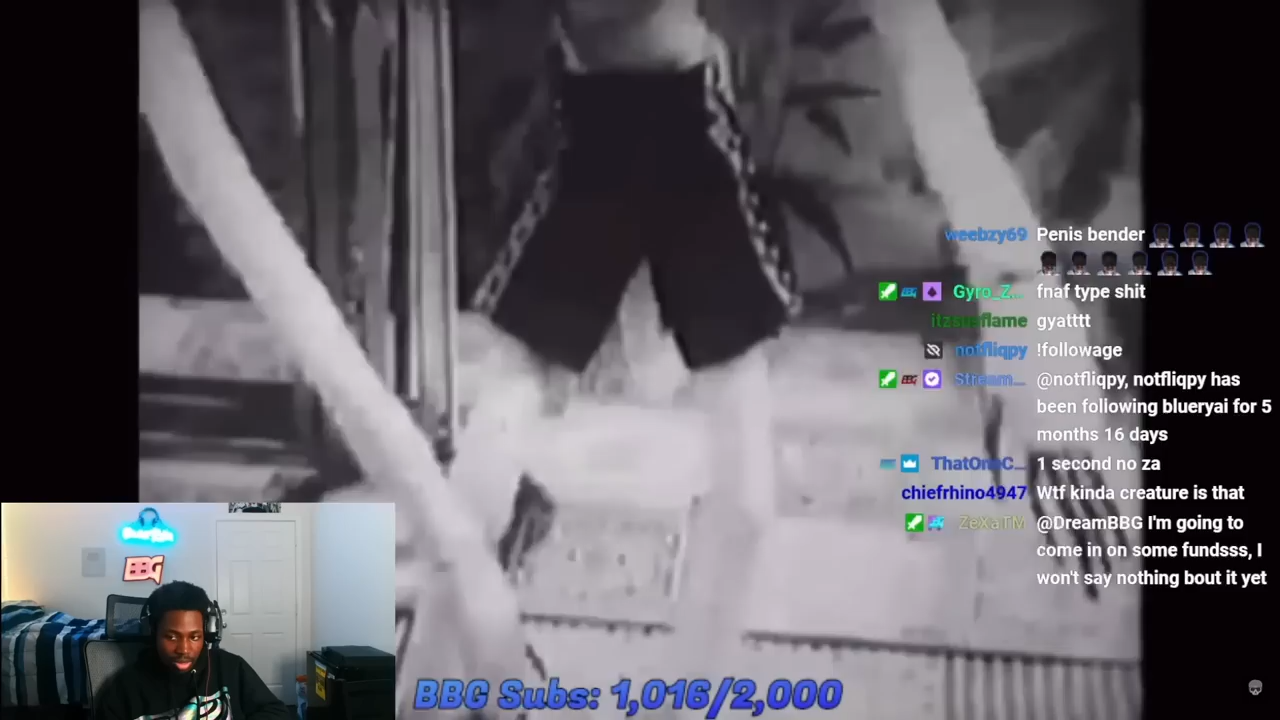 weebzy69 Penis bender
Gyro_Z... fnaf type shit
gyatttt
notfliqpy !followage
Stream... @notfliqpy, notfliqpy has
been following blueryai for 5
months 16 days
ThatOneC... 1 second no za
chiefrhino4947 Wtf kinda creature is that
ZeXaTM @DreamBBG I'm going to
come in on some fundsss, I
won't say nothing bout it yet
BBG
BBG Subs: 1,016/2,000